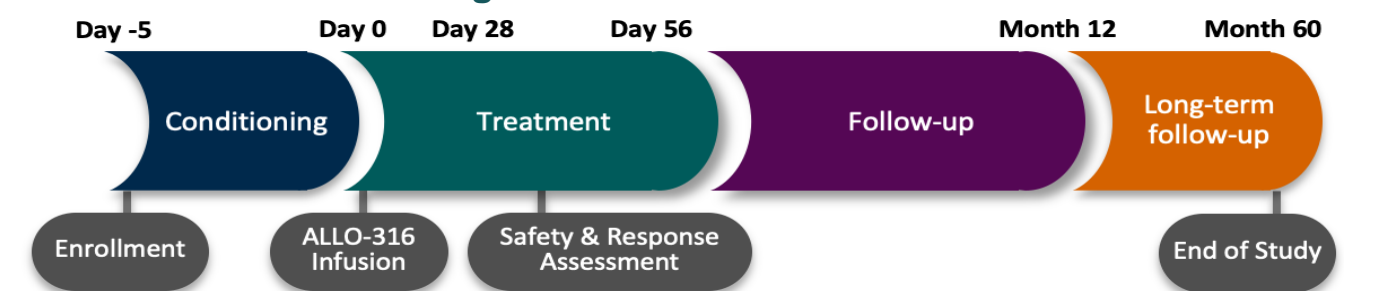 Day -5
Day 0
Day 28
Day 56
Month 12
Month 60
Conditioning
Treatment
Follow-up
Long-term
follow-up
Enrollment
ALLO-316
Infusion
Safety & Response
Assessment
End of Study